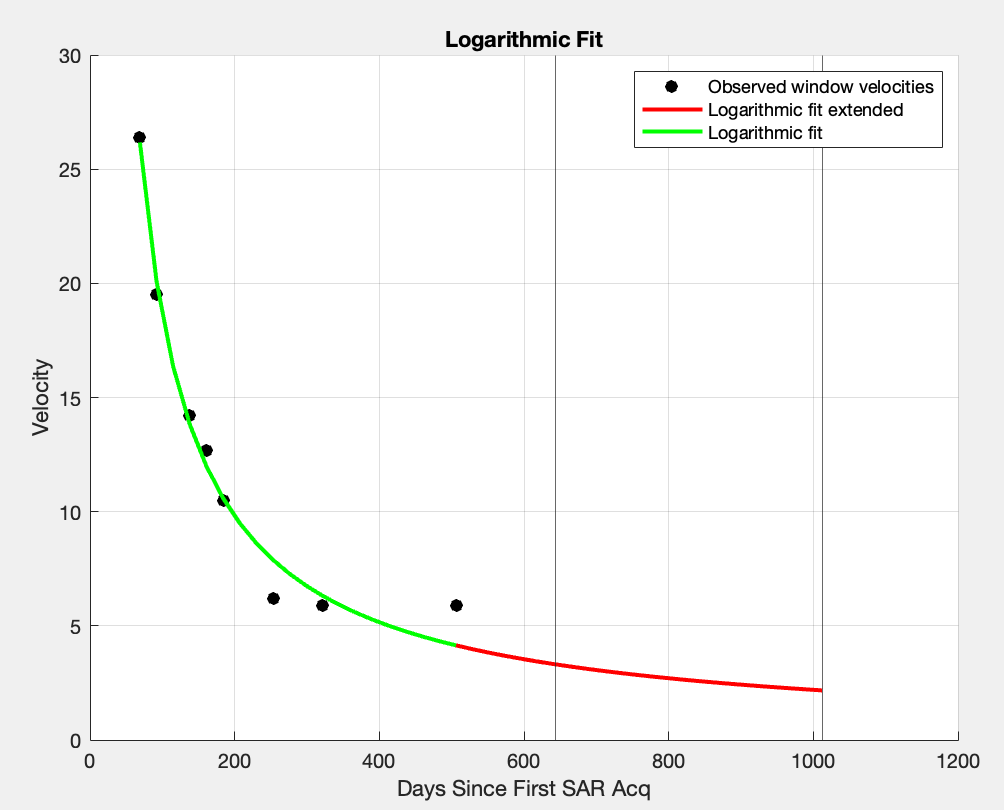 Logarithmic Fit
30
25
20
15
10
5
0
Velocity
Observed window velocities
Logarithmic fit extended
Logarithmic fit
0 200 400 600 800 1000 1200
Days Since First SAR Acq